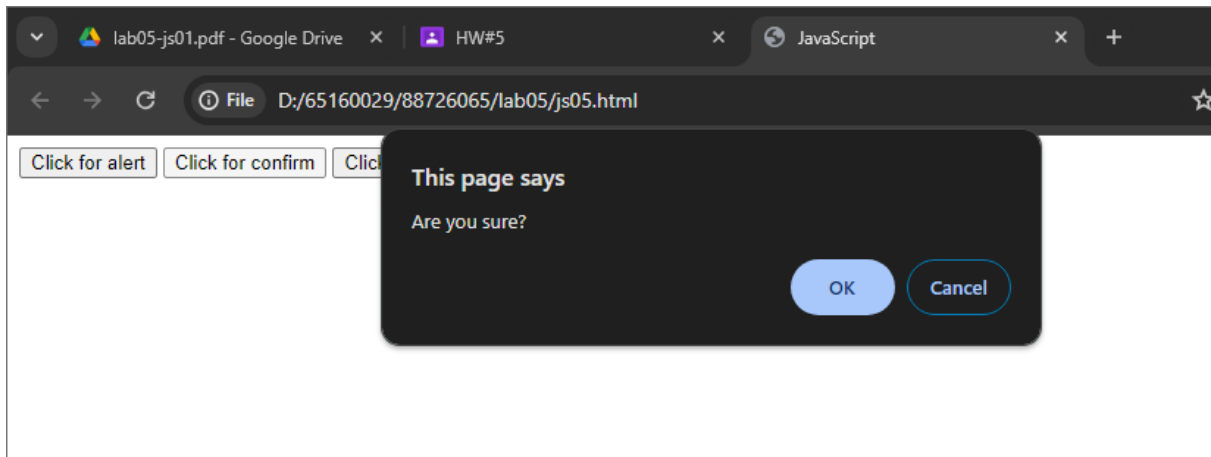 lab05-js01.pdf - Google Drive
HW#5
JavaScript
File D:/65160029/88726065/lab05/js05.html
Click for alert Click for confirm
This page says
Are you sure?
OK Cancel